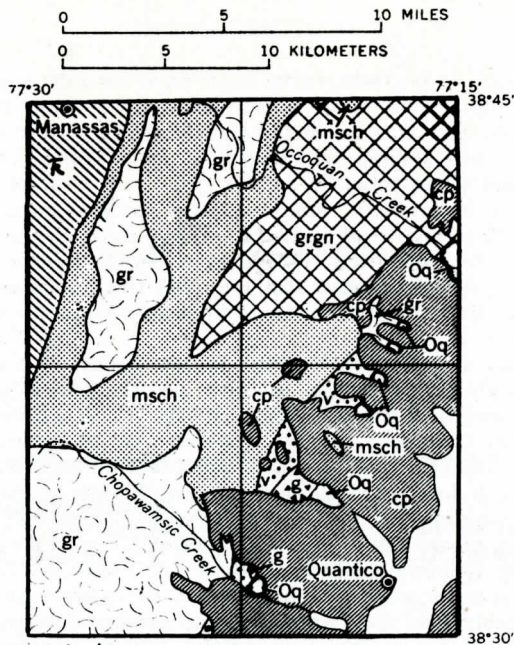 0 5 10 MILES
0 5 10 KILOMETERS
77°30' 77°15'
38°45'
Manassas
msch
gr
Occoquan Creek
cp
grgn
gr
Oq
cp gr
Oq
msch
cp
v
Oq
msch
v
g
Oq
cp
Chopawamsic Creek
gr
g
Quantico
Oq
38°30'